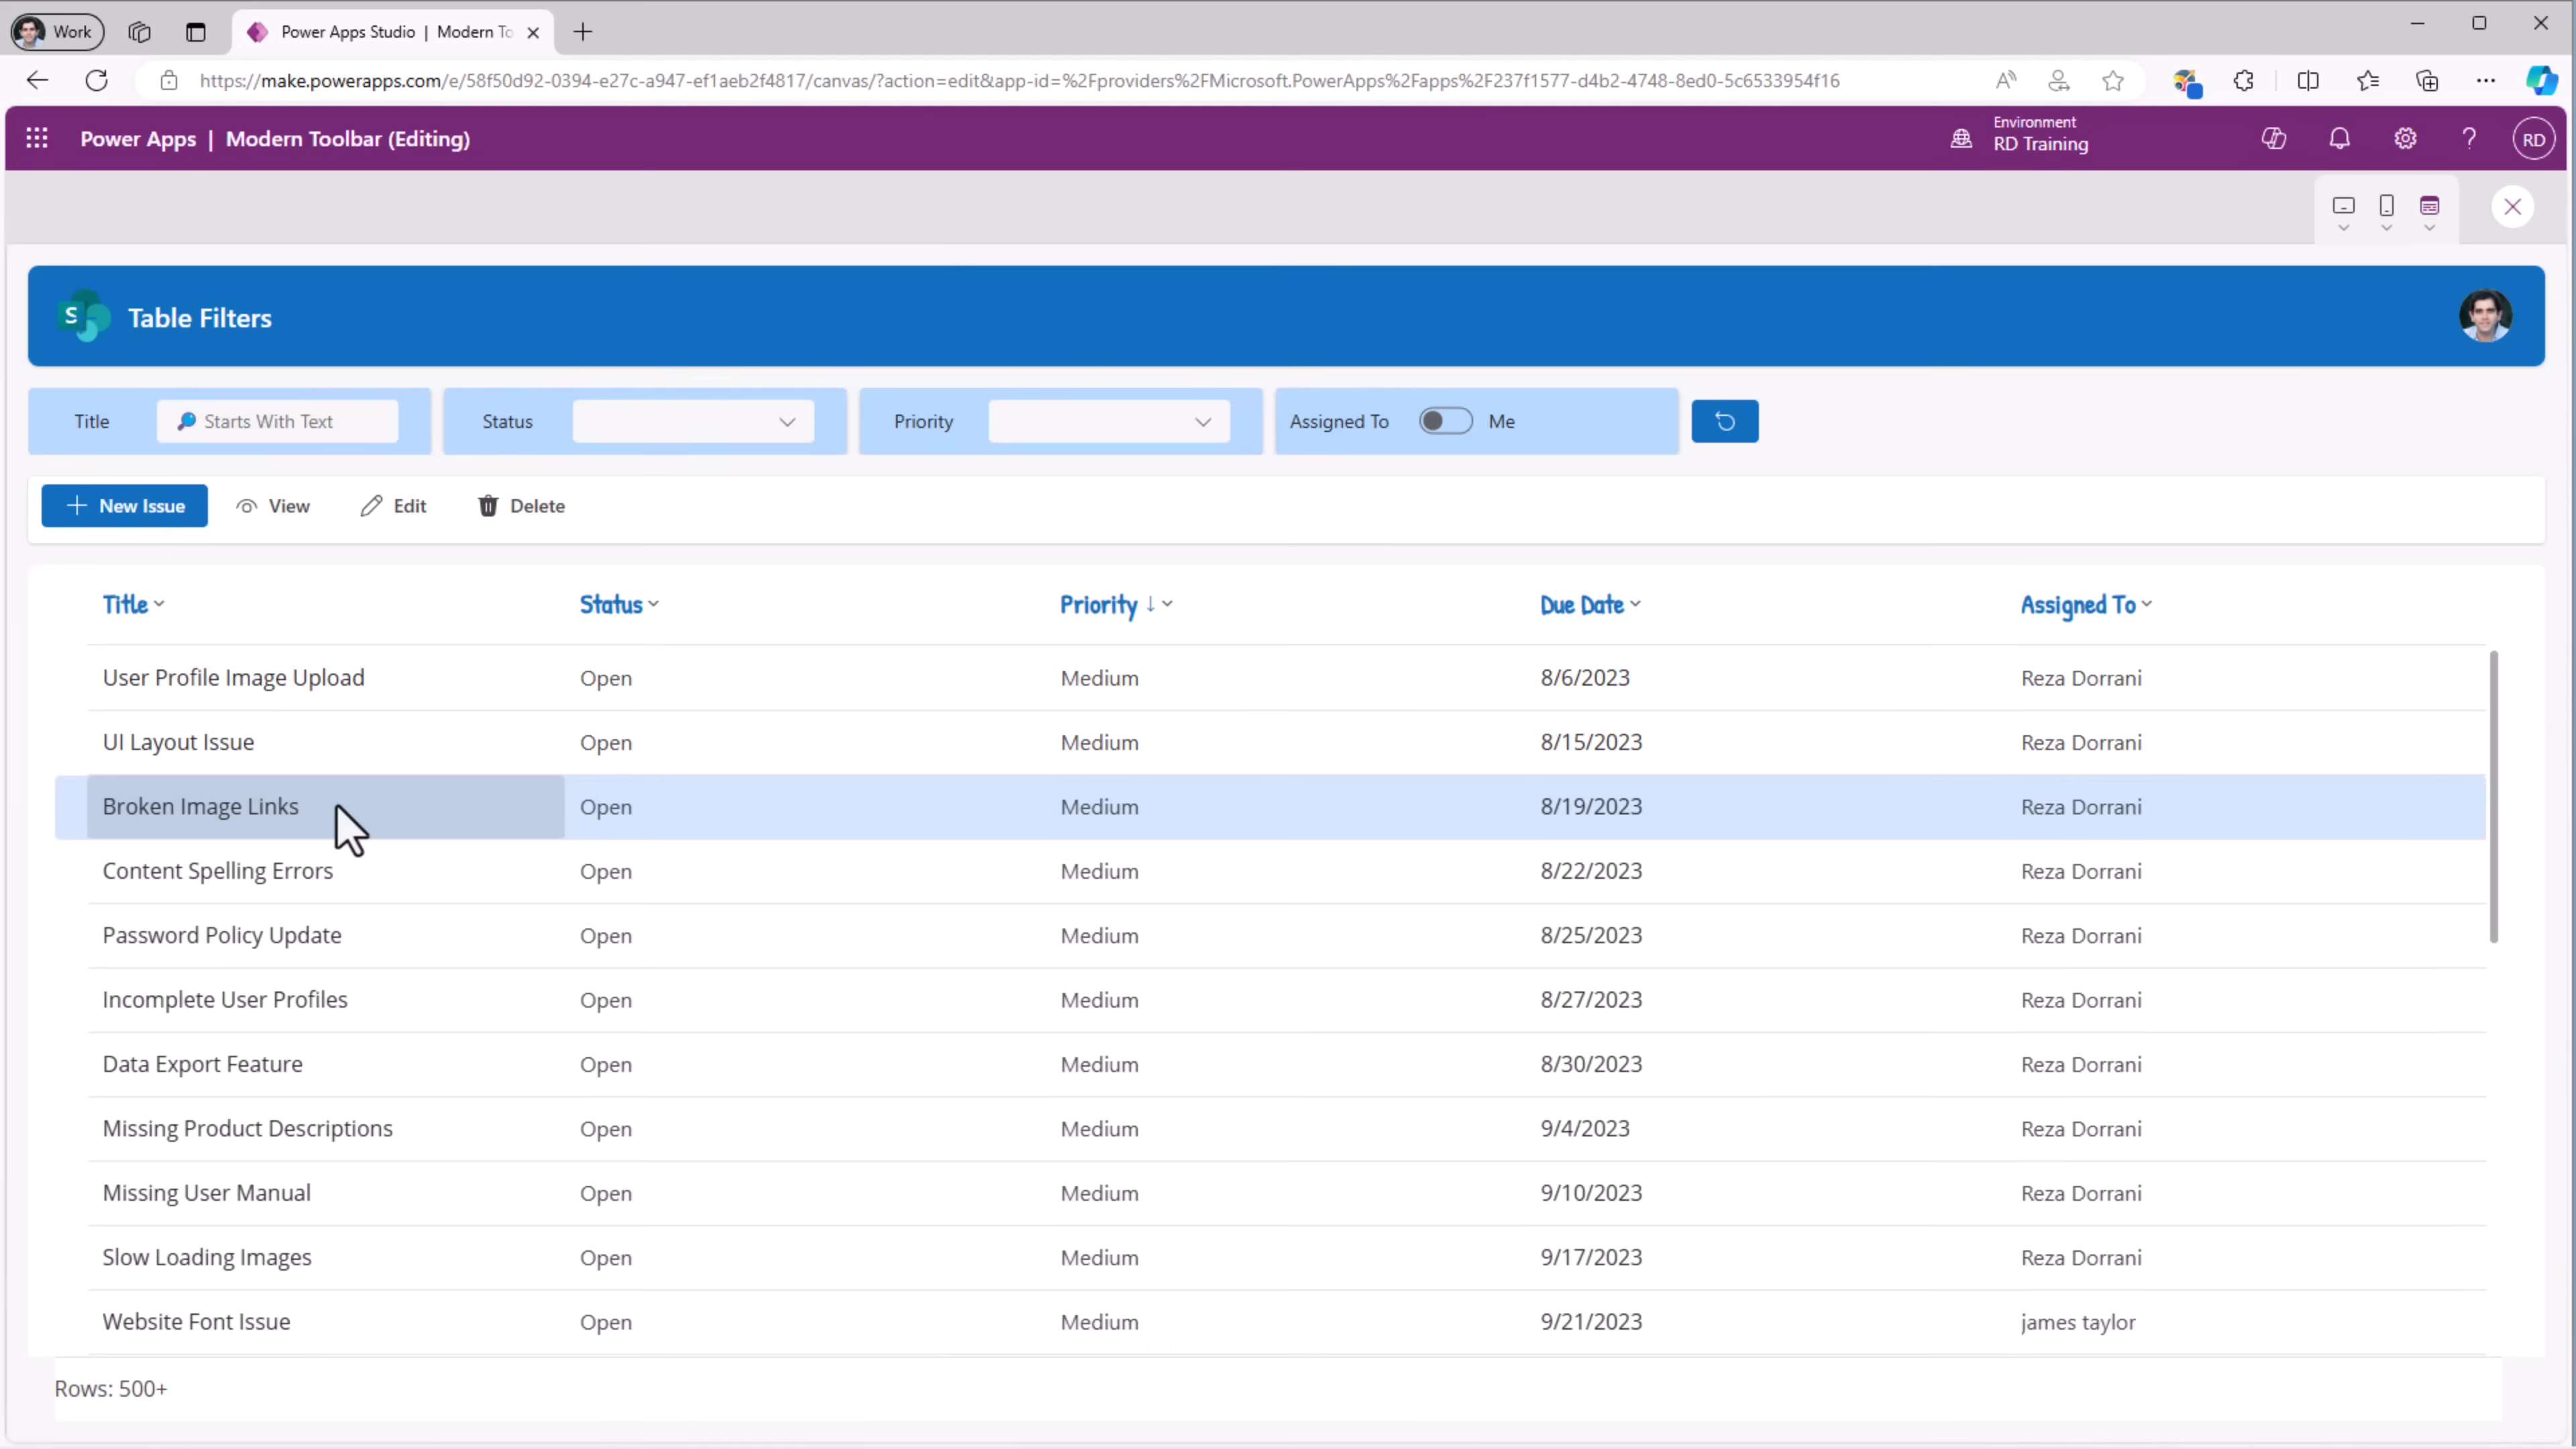 Work
Power Apps Studio | Modern To
https://make.powerapps.com/e/58f50d92-0394-e27c-a947-ef1aeb2f4817/canvas/?action=edit&app-id=%2Fproviders%2FMicrosoft.PowerApps%2Fapps%2F237f1577-d4b2-4748-8ed0-5c6533954f16
Power Apps | Modern Toolbar (Editing)
Environment
RD Training
RD
S
Table Filters
Title Starts With Text Status Priority Assigned To Me
New Issue View Edit Delete
Title Status Priority Due Date Assigned To
User Profile Image Upload Open Medium 8/6/2023 Reza Dorrani
UI Layout Issue Open Medium 8/15/2023 Reza Dorrani
Broken Image Links Open Medium 8/19/2023 Reza Dorrani
Content Spelling Errors Open Medium 8/22/2023 Reza Dorrani
Password Policy Update Open Medium 8/25/2023 Reza Dorrani
Incomplete User Profiles Open Medium 8/27/2023 Reza Dorrani
Data Export Feature Open Medium 8/30/2023 Reza Dorrani
Missing Product Descriptions Open Medium 9/4/2023 Reza Dorrani
Missing User Manual Open Medium 9/10/2023 Reza Dorrani
Slow Loading Images Open Medium 9/17/2023 Reza Dorrani
Website Font Issue Open Medium 9/21/2023 james taylor
Rows: 500+